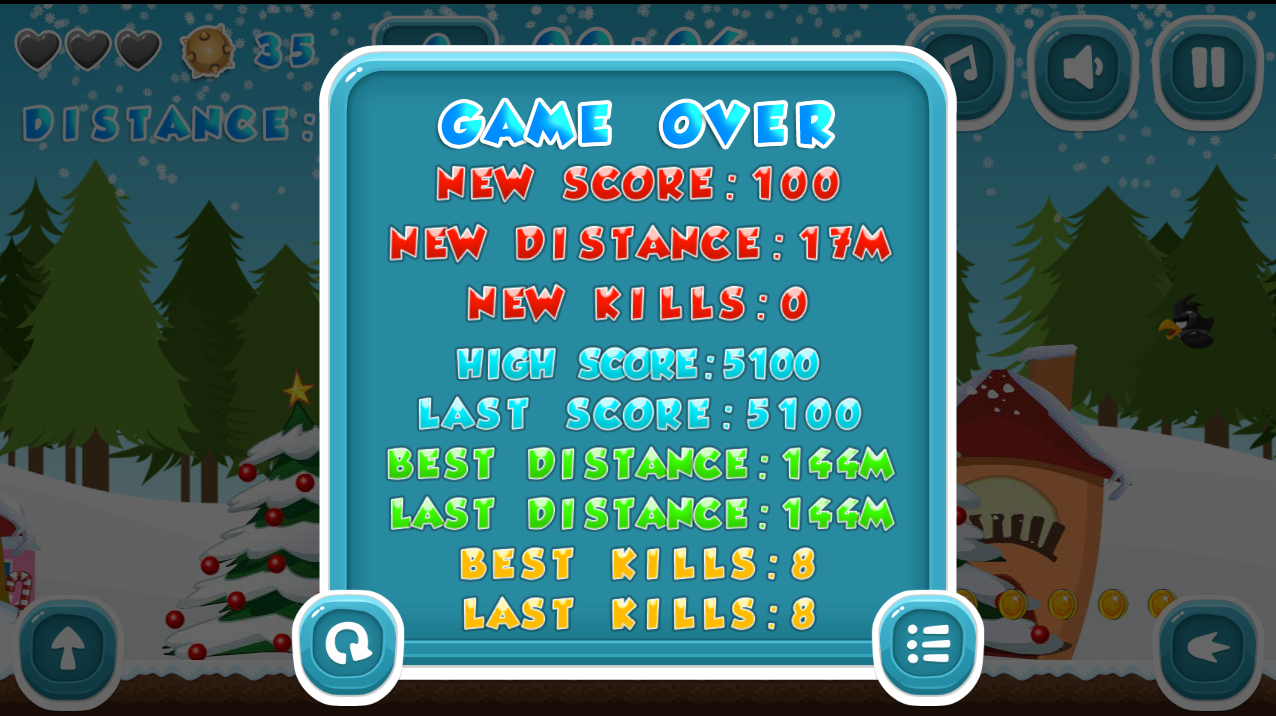 35
DISTANCE:
GAME OVER
NEW SCORE:100
NEW DISTANCE:17M
NEW KILLS:0
HIGH SCORE:5100
LAST SCORE:5100
BEST DISTANCE:144M
LAST DISTANCE:144M
BEST KILLS:8
LAST KILLS:8